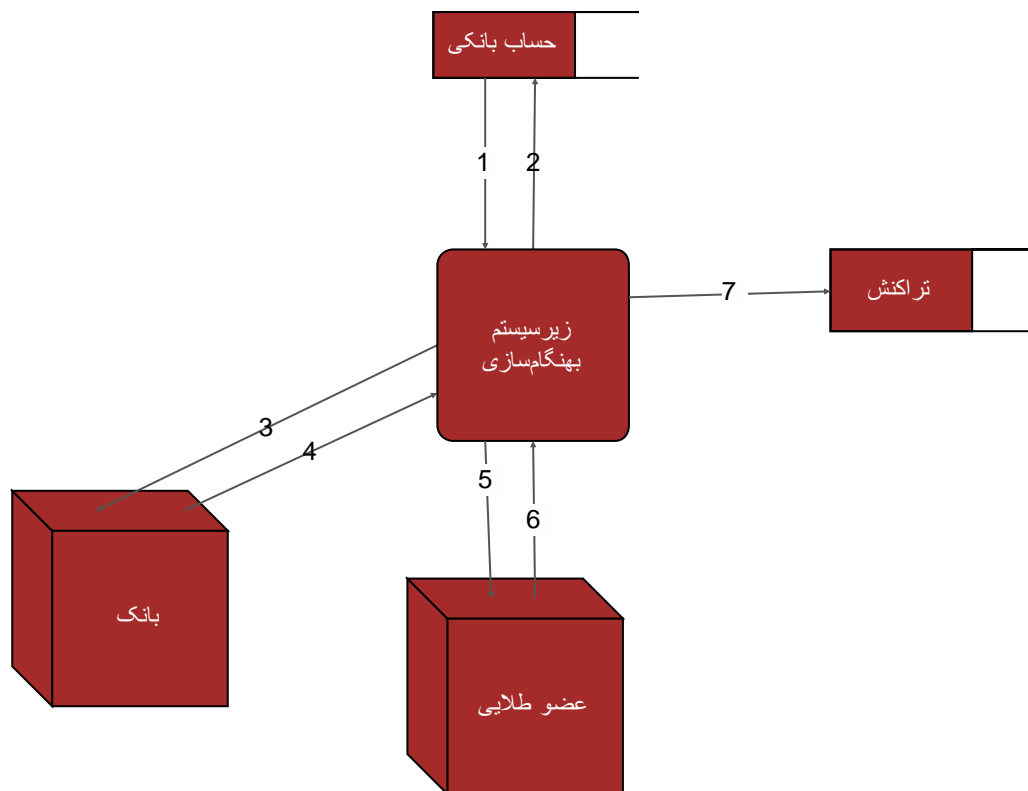 حساب بانکی
1
2
زیرسیستم
بهنگام‌سازی
7
تراکنش
3
4
5
6
بانک
عضو طلایی